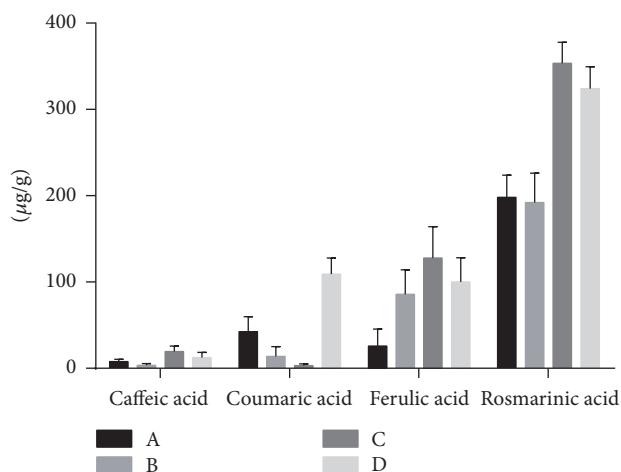 400
300
200
100
0
(µg/g)
Caffeic acid Coumaric acid Ferulic acid Rosmarinic acid
A C
B D